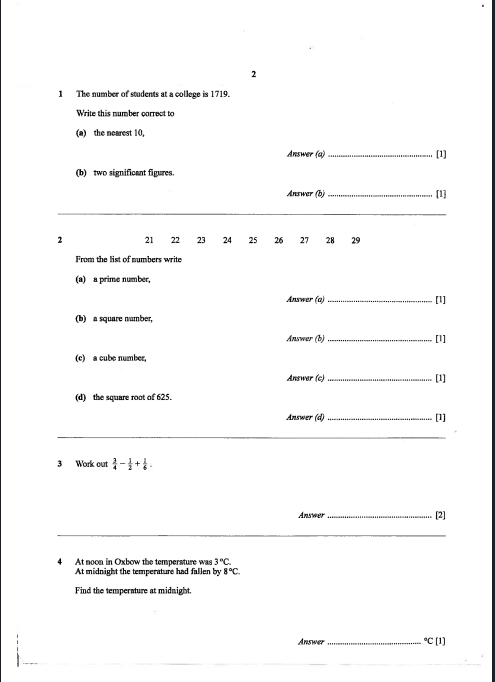 2
1 The number of students at a college is 1719.
Write this number correct to
(a) the nearest 10,
Answer (a) ................................................ [1]
(b) two significant figures.
Answer (b) ................................................ [1]
2 21 22 23 24 25 26 27 28 29
From the list of numbers write
(a) a prime number,
Answer (a) ................................................ [1]
(b) a square number,
Answer (b) ................................................ [1]
(c) a cube number,
Answer (c) ................................................ [1]
(d) the square root of 625.
Answer (d) ................................................ [1]
3 Work out 3/4 − 1/2 + 1/6 .
Answer ................................................ [2]
4 At noon in Oxbow the temperature was 3 °C.
At midnight the temperature had fallen by 8 °C.
Find the temperature at midnight.
Answer ........................................... °C [1]